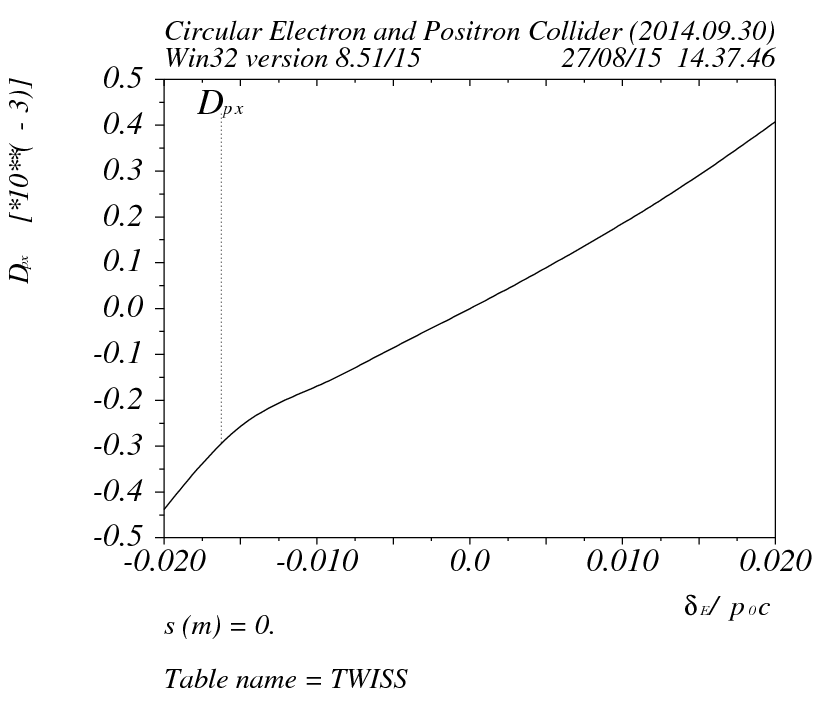 Circular Electron and Positron Collider (2014.09.30)
Win32 version 8.51/15 27/08/15 14.37.46
D px [*10**( - 3)]
D px
0.5
0.4
0.3
0.2
0.1
0.0
-0.1
-0.2
-0.3
-0.4
-0.5
-0.020 -0.010 0.0 0.010 0.020
δ E/ p 0 c
s (m) = 0.
Table name = TWISS